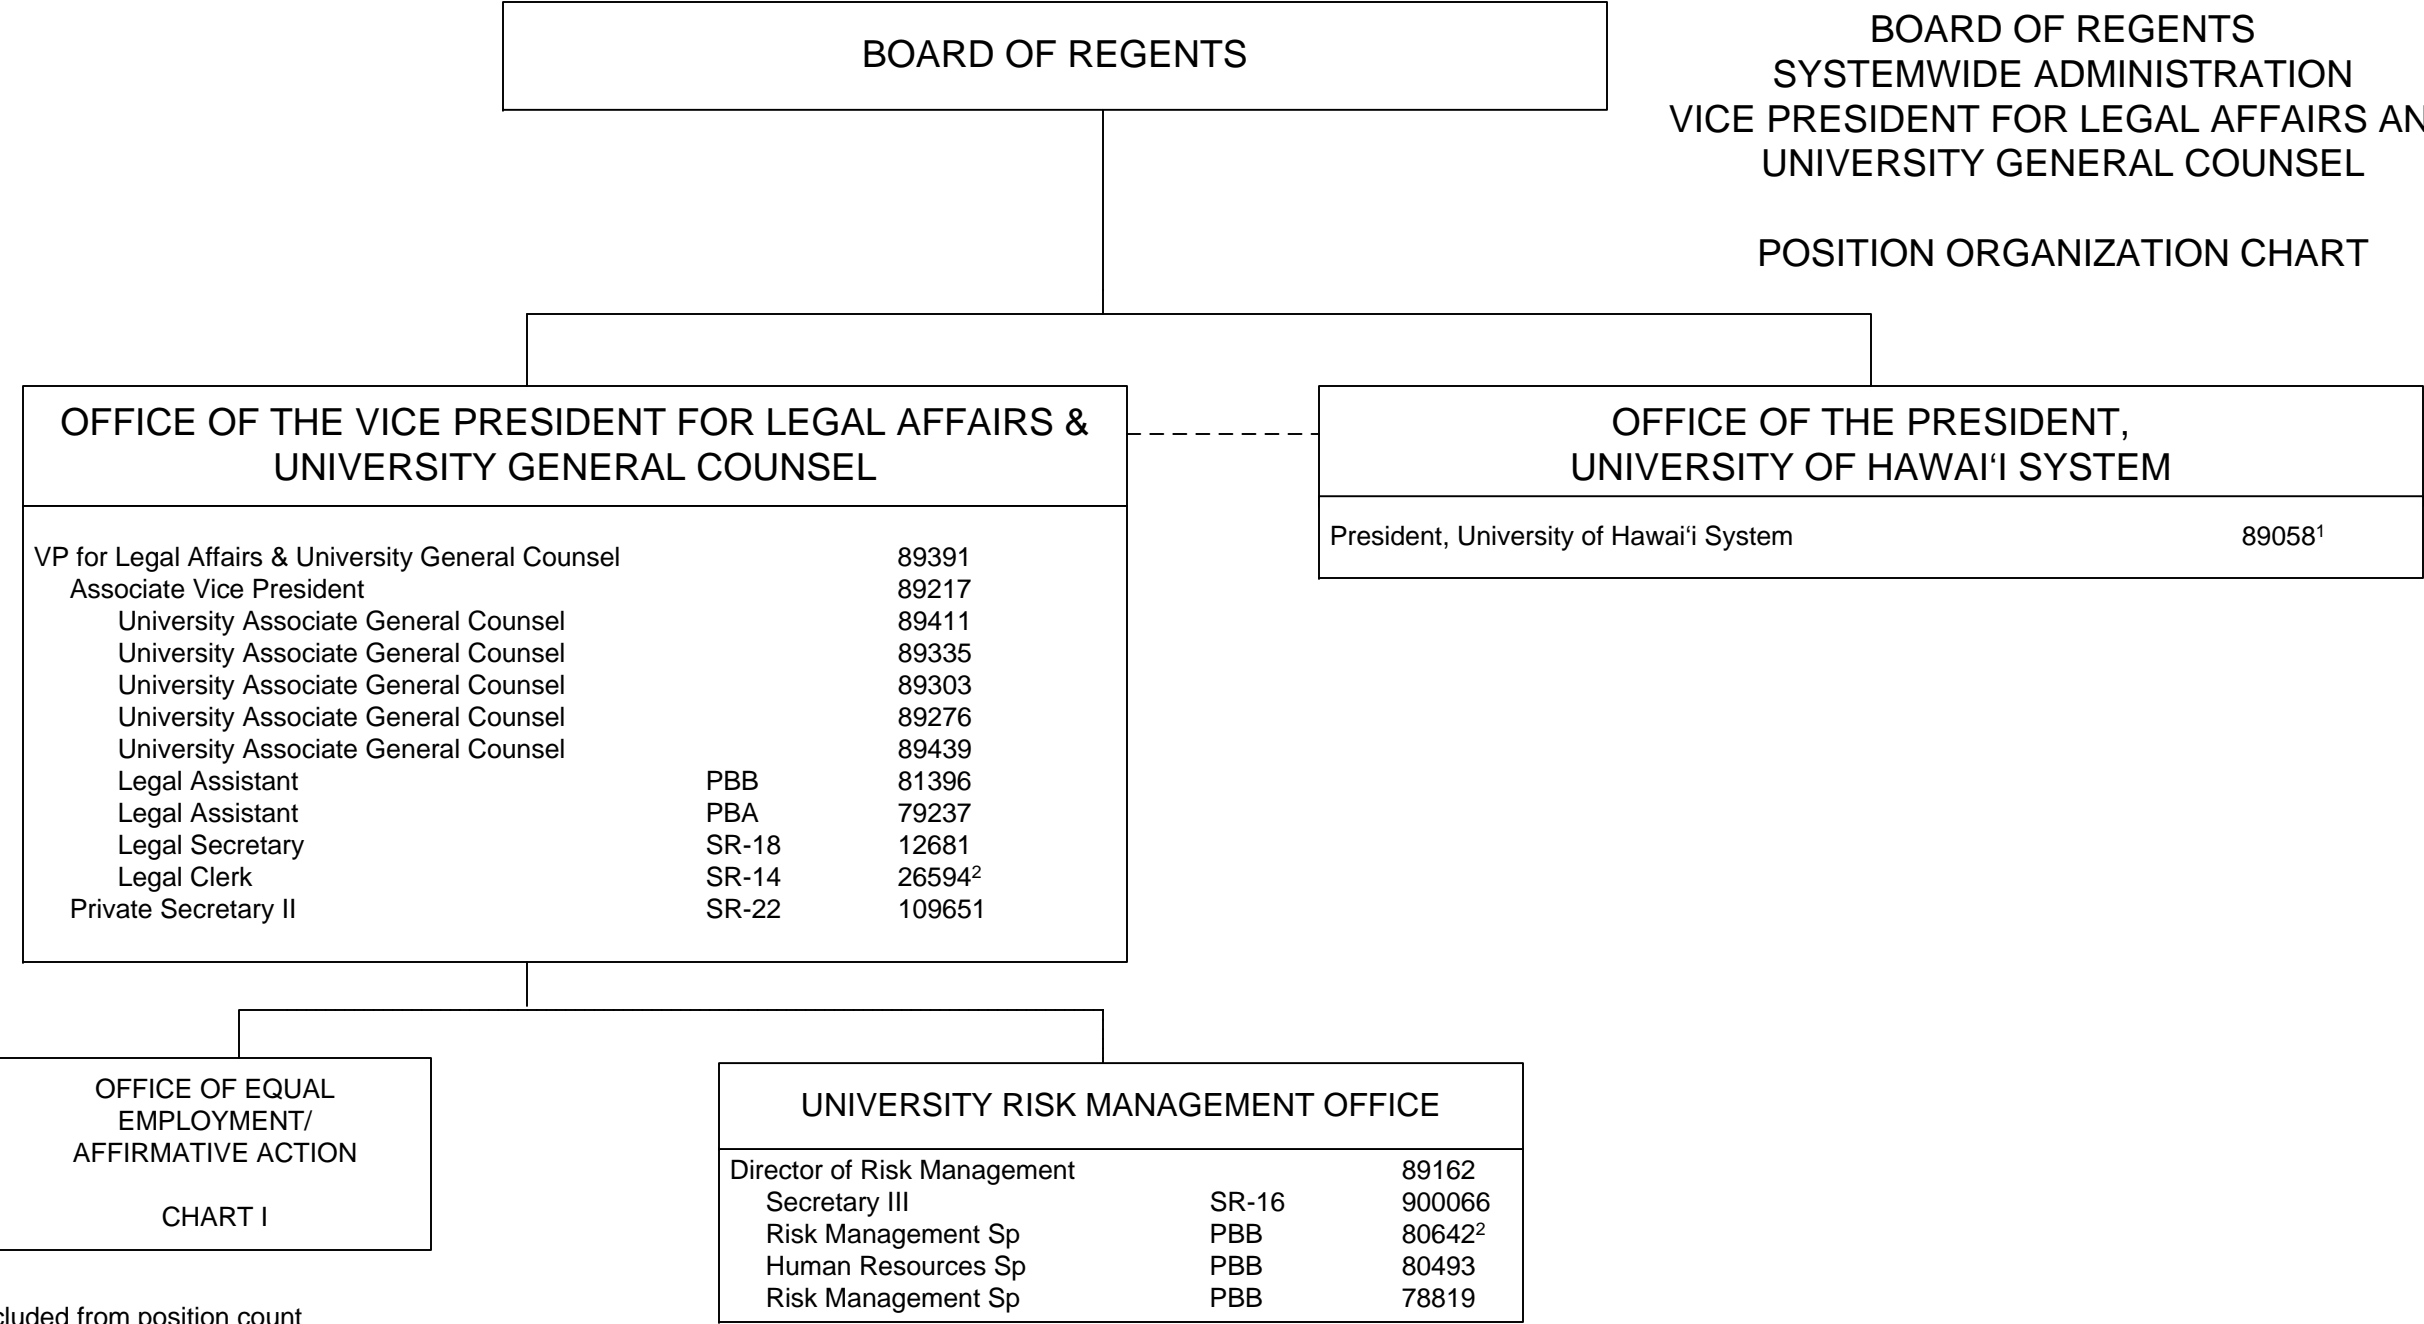 BOARD OF REGENTS
BOARD OF REGENTS
SYSTEMWIDE ADMINISTRATION
VICE PRESIDENT FOR LEGAL AFFAIRS
UNIVERSITY GENERAL COUNSEL
POSITION ORGANIZATION CHART
OFFICE OF THE VICE PRESIDENT FOR LEGAL AFFAIRS &
UNIVERSITY GENERAL COUNSEL
VP for Legal Affairs & University General Counsel 89391
Associate Vice President 89217
University Associate General Counsel 89411
University Associate General Counsel 89335
University Associate General Counsel 89303
University Associate General Counsel 89276
University Associate General Counsel 89439
Legal Assistant PBB 81396
Legal Assistant PBA 79237
Legal Secretary SR-18 12681
Legal Clerk SR-14 26594²
Private Secretary II SR-22 109651
OFFICE OF THE PRESIDENT,
UNIVERSITY OF HAWAI‘I SYSTEM
President, University of Hawai‘i System 89058¹
OFFICE OF EQUAL
EMPLOYMENT/
AFFIRMATIVE ACTION
CHART I
UNIVERSITY RISK MANAGEMENT OFFICE
Director of Risk Management 89162
Secretary III SR-16 900066
Risk Management Sp PBB 80642²
Human Resources Sp PBB 80493
Risk Management Sp PBB 78819
from position count